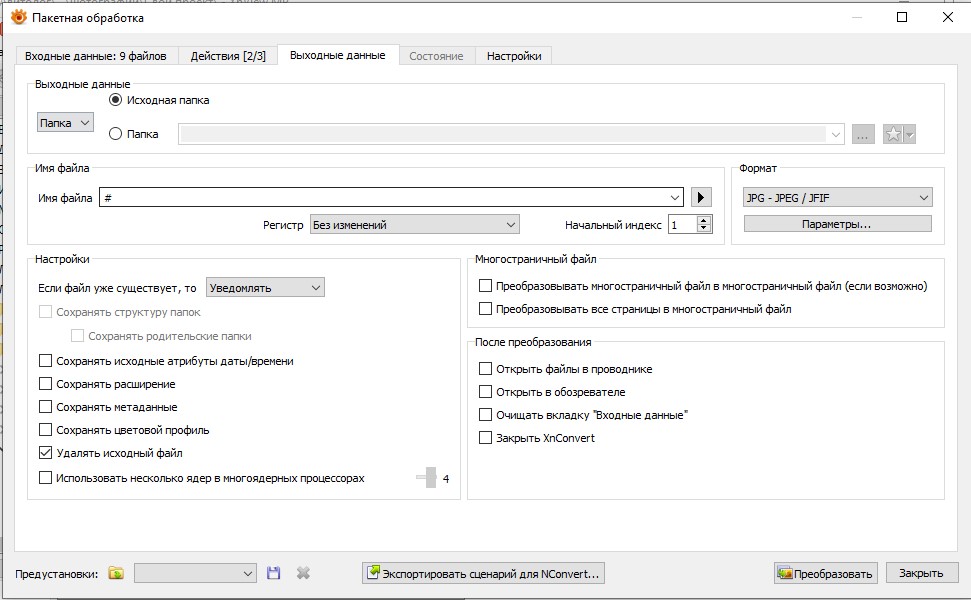 Пакетная обработка
Входные данные: 9 файлов
Действия [2/3]
Выходные данные
Состояние
Настройки
Выходные данные
Папка
Исходная папка
Папка
...
Имя файла
Имя файла #
Регистр Без изменений
Начальный индекс 1
Формат
JPG - JPEG / JFIF
Параметры...
Настройки
Если файл уже существует, то Уведомлять
Сохранять структуру папок
Сохранять родительские папки
Сохранять исходные атрибуты даты/времени
Сохранять расширение
Сохранять метаданные
Сохранять цветовой профиль
Удалять исходный файл
Использовать несколько ядер в многоядерных процессорах 4
Многостраничный файл
Преобразовывать многостраничный файл в многостраничный файл (если возможно)
Преобразовывать все страницы в многостраничный файл
После преобразования
Открыть файлы в проводнике
Открыть в обозревателе
Очищать вкладку "Входные данные"
Закрыть XnConvert
Предустановки:
Экспортировать сценарий для NConvert...
Преобразовать
Закрыть